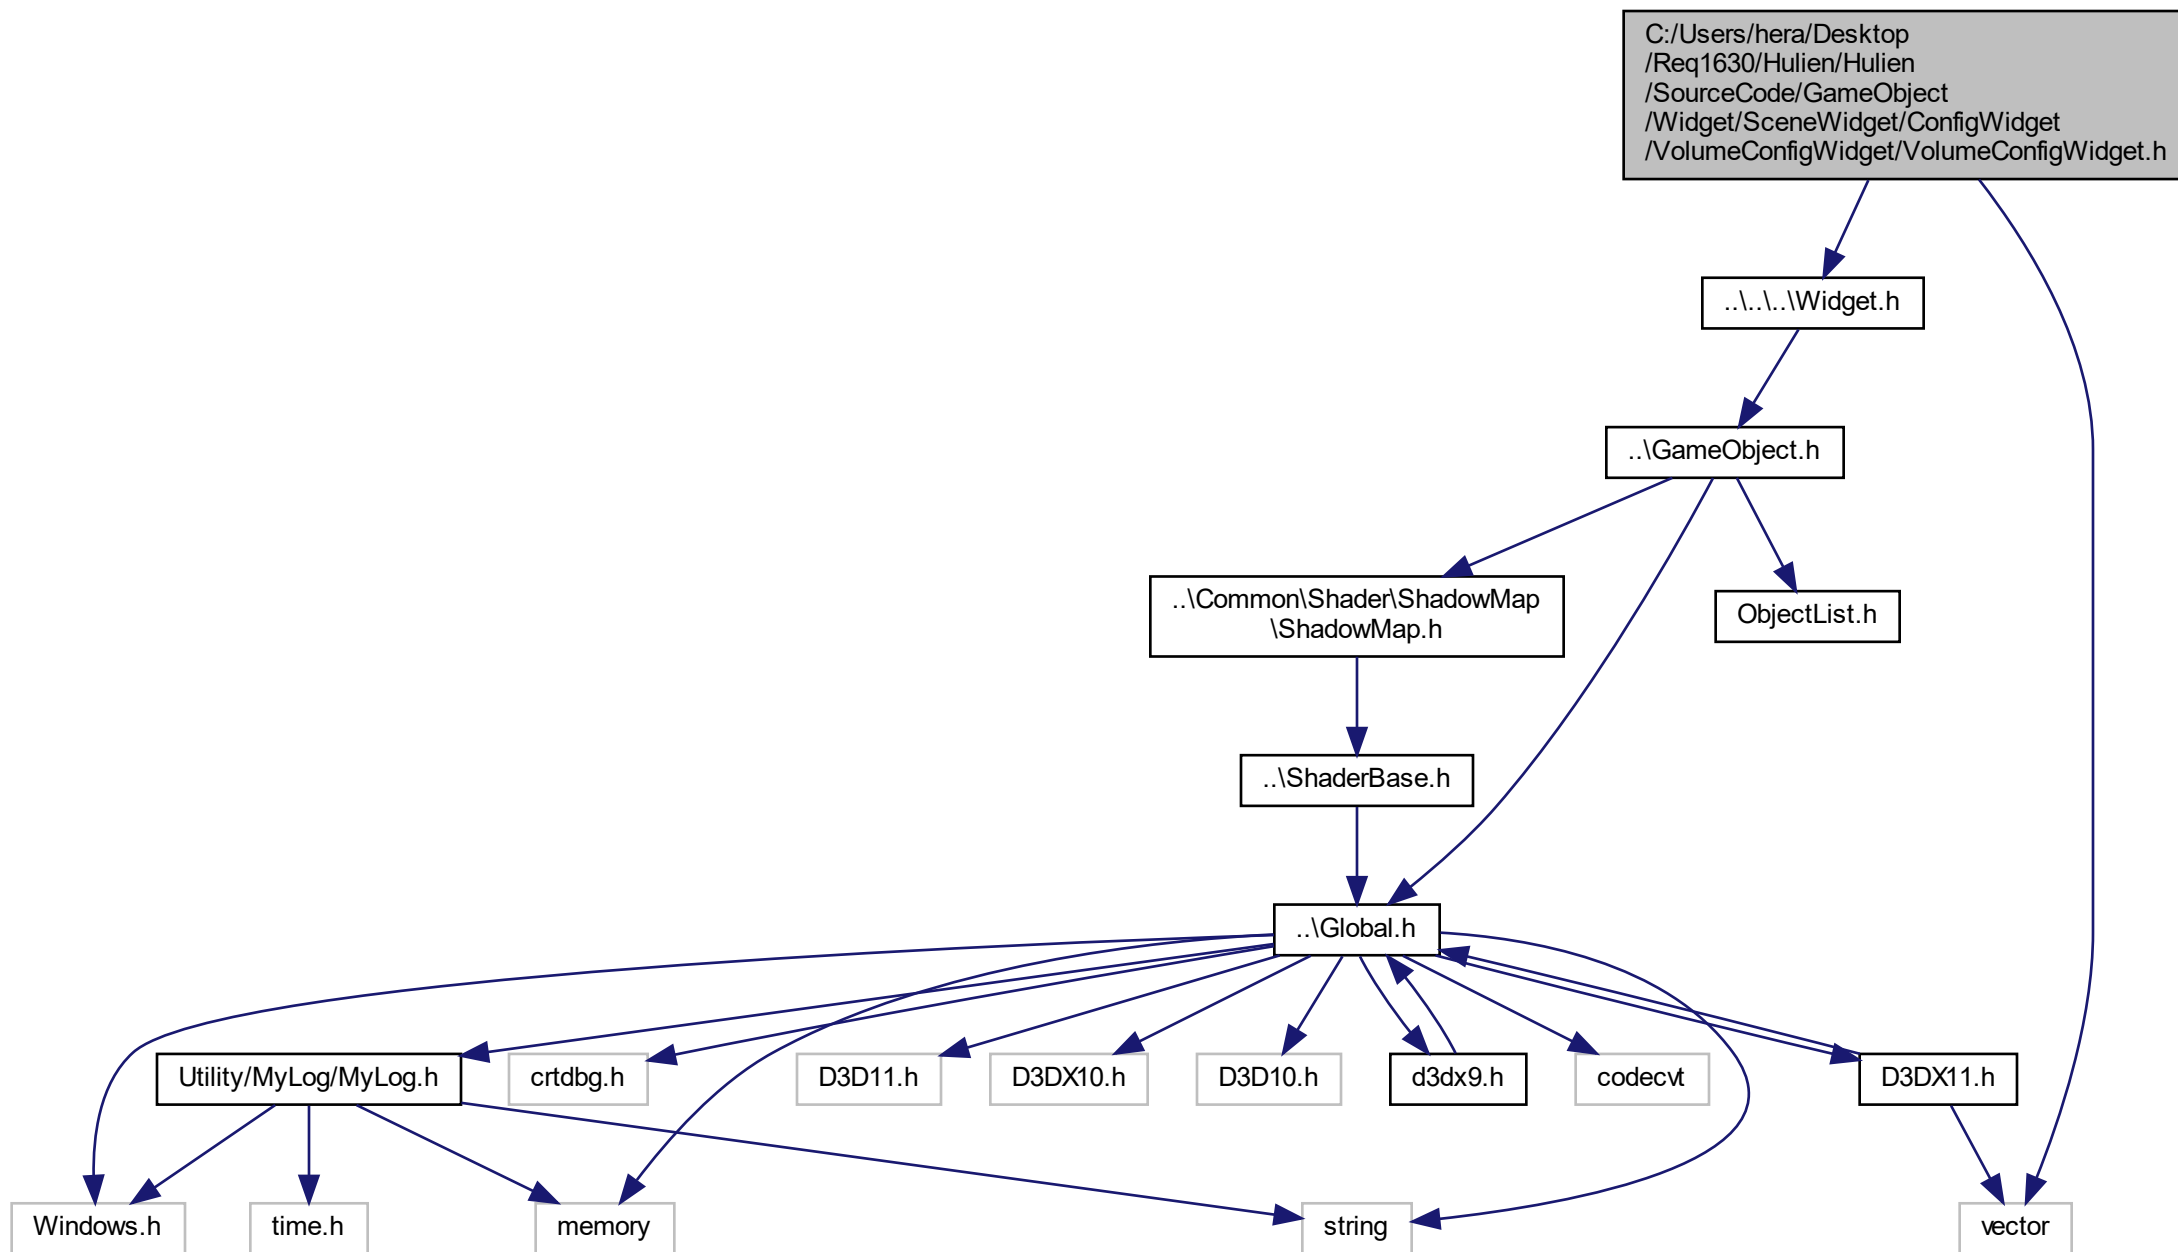 C:/Users/hera/Desktop
/Req1630/Hulien/Hulien
/SourceCode/GameObject
/Widget/SceneWidget/ConfigWidget
/VolumeConfigWidget/VolumeConfigWidget.h
..\..\..\Widget.h
..\GameObject.h
..\Common\Shader\ShadowMap
\ShadowMap.h
ObjectList.h
..\ShaderBase.h
..\Global.h
Utility/MyLog/MyLog.h
crtdbg.h
D3D11.h
D3DX10.h
D3D10.h
d3dx9.h
codecvt
D3DX11.h
Windows.h
time.h
memory
string
vector